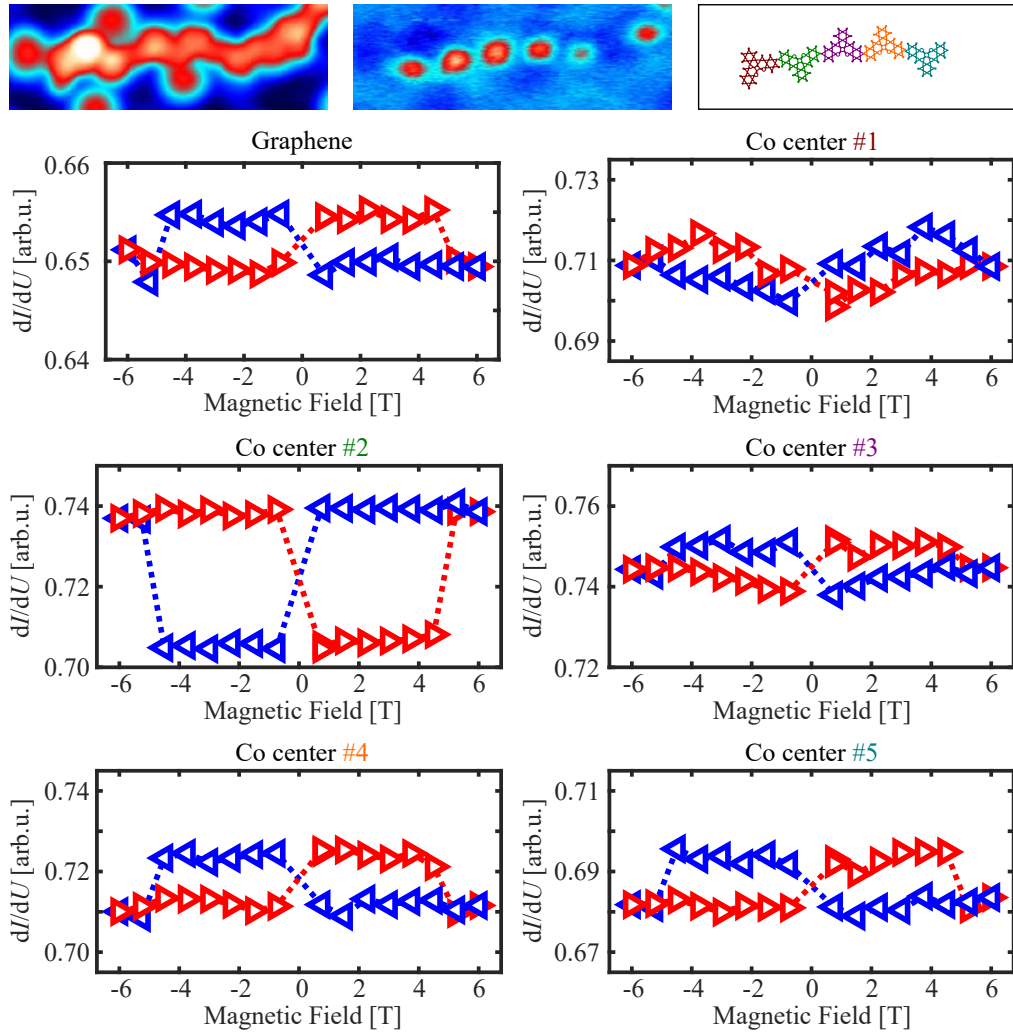 Graphene
0.66
0.65
0.64
dI/dU [arb.u.]
-6 -4 -2 0 2 4 6
Magnetic Field [T]
Co center #1
0.73
0.71
0.69
dI/dU [arb.u.]
-6 -4 -2 0 2 4 6
Magnetic Field [T]
Co center #2
0.74
0.72
0.70
dI/dU [arb.u.]
-6 -4 -2 0 2 4 6
Magnetic Field [T]
Co center #3
0.76
0.74
0.72
dI/dU [arb.u.]
-6 -4 -2 0 2 4 6
Magnetic Field [T]
Co center #4
0.74
0.72
0.70
dI/dU [arb.u.]
-6 -4 -2 0 2 4 6
Magnetic Field [T]
Co center #5
0.71
0.69
0.67
dI/dU [arb.u.]
-6 -4 -2 0 2 4 6
Magnetic Field [T]